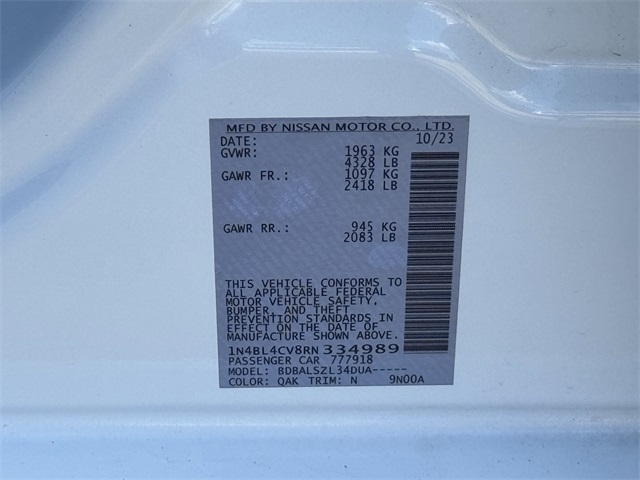 MFD BY NISSAN MOTOR CO., LTD.
DATE: 10/23
GVWR: 1963 KG
4328 LB
GAWR FR.: 1097 KG
2418 LB
GAWR RR.: 945 KG
2083 LB
THIS VEHICLE CONFORMS TO
ALL APPLICABLE FEDERAL
MOTOR VEHICLE SAFETY,
BUMPER, AND THEFT
PREVENTION STANDARDS IN
EFFECT ON THE DATE OF
MANUFACTURE SHOWN ABOVE.
1N4BL4CV8RN334989
PASSENGER CAR 777918
MODEL: BDBALSZL34DUA-----
COLOR: QAK TRIM: N 9N00A